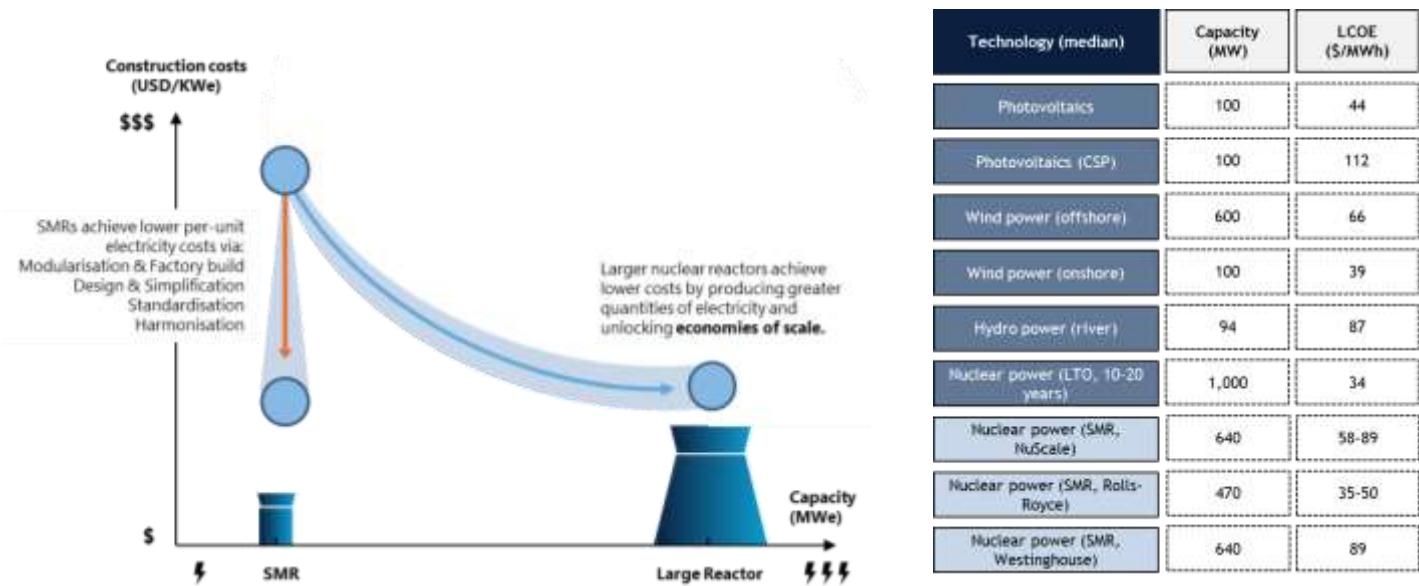 Construction costs
(USD/KWe)
$$$
SMRs achieve lower per-unit
electricity costs via:
Modularisation & Factory build
Design & Simplification
Standardisation
Harmonisation
Larger nuclear reactors achieve
lower costs by producing greater
quantities of electricity and
unlocking economies of scale.
Capacity
(MWe)
$
SMR
Large Reactor
Technology (median)
Capacity
(MW)
LCOE
($/MWh)
Photovoltaics
100
44
Photovoltaics (CSP)
100
112
Wind power (offshore)
600
66
Wind power (onshore)
100
39
Hydro power (river)
94
87
Nuclear power (LTO, 10-20
years)
1,000
34
Nuclear power (SMR,
NuScale)
640
58-89
Nuclear power (SMR, Rolls-
Royce)
470
35-50
Nuclear power (SMR,
Westinghouse)
640
89